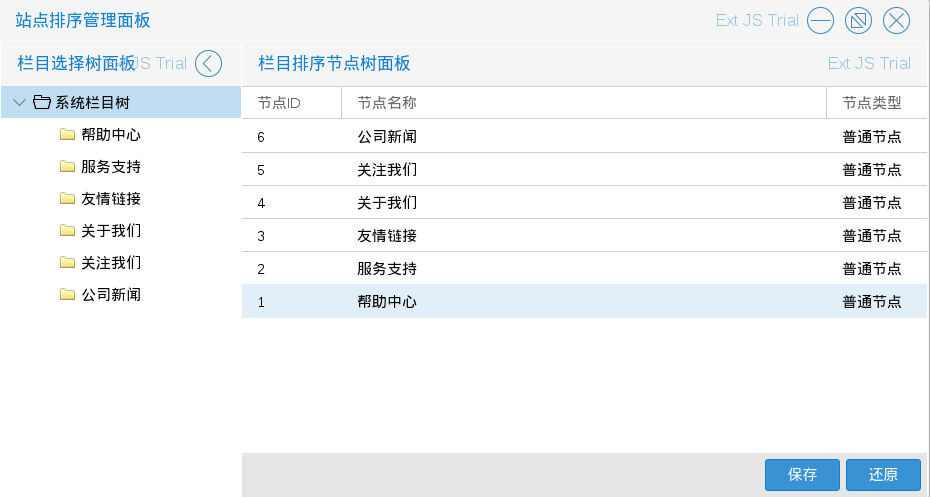 站点排序管理面板 Ext JS Trial
栏目选择树面板 Ext JS Trial
栏目排序节点树面板 Ext JS Trial
系统栏目树
帮助中心
服务支持
友情链接
关于我们
关注我们
公司新闻
节点ID 节点名称 节点类型
6 公司新闻 普通节点
5 关注我们 普通节点
4 关于我们 普通节点
3 友情链接 普通节点
2 服务支持 普通节点
1 帮助中心 普通节点
保存 还原